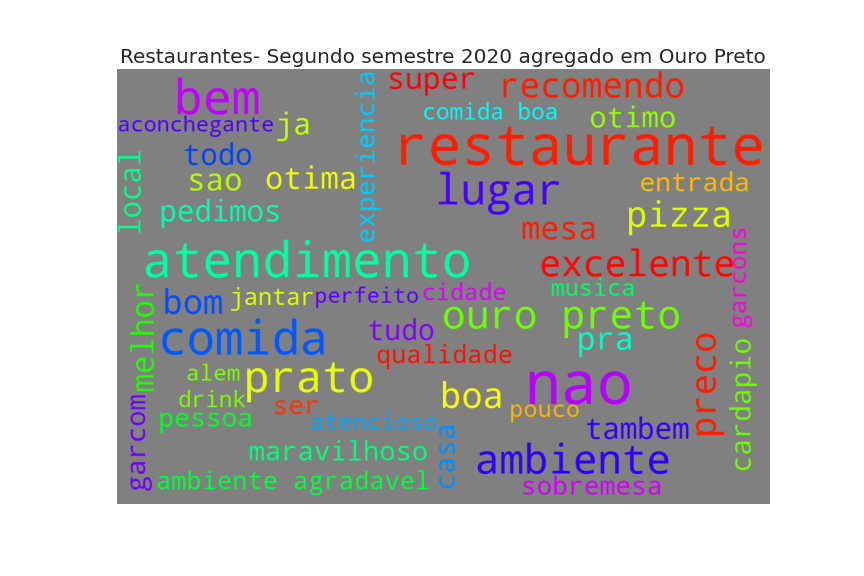 Restaurantes- Segundo semestre 2020 agregado em Ouro Preto
bem
super
recomendo
experiencia
comida boa
otimo
aconchegante
ja
restaurante
todo
local
sao
otima
lugar
entrada
pedimos
pizza
mesa
garcons
atendimento
excelente
musica
melhor
bom
jantar
perfeito
cidade
ouro preto
comida
tudo
pra
qualidade
preco
cardapio
alem
prato
nao
drink
ser
boa
pouco
garcom
pessoa
atencioso
casa
tambem
maravilhoso
ambiente
ambiente agradavel
sobremesa